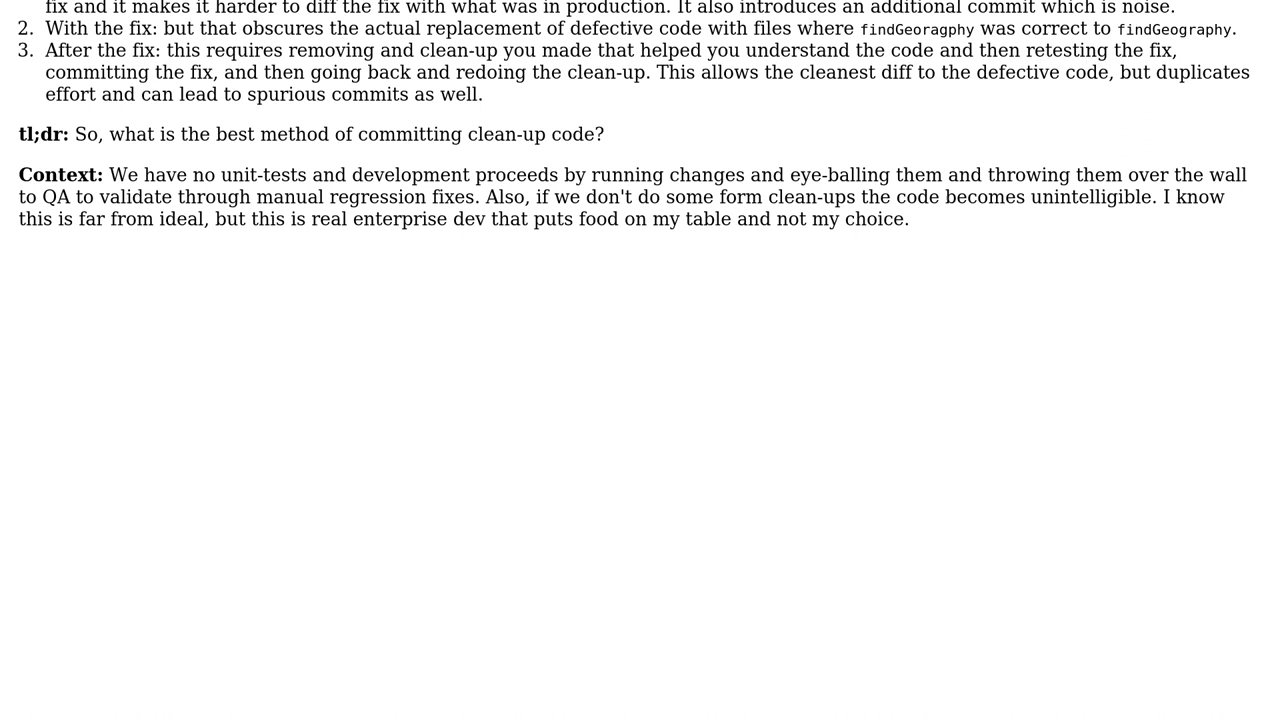 fix and it makes it harder to diff the fix with what was in production. It also introduces an additional commit which is noise.
2. With the fix: but that obscures the actual replacement of defective code with files where findGeoragphy was correct to findGeography.
3. After the fix: this requires removing and clean-up you made that helped you understand the code and then retesting the fix,
committing the fix, and then going back and redoing the clean-up. This allows the cleanest diff to the defective code, but duplicates
effort and can lead to spurious commits as well.
tl;dr: So, what is the best method of committing clean-up code?
Context: We have no unit-tests and development proceeds by running changes and eye-balling them and throwing them over the wall
to QA to validate through manual regression fixes. Also, if we don't do some form clean-ups the code becomes unintelligible. I know
this is far from ideal, but this is real enterprise dev that puts food on my table and not my choice.